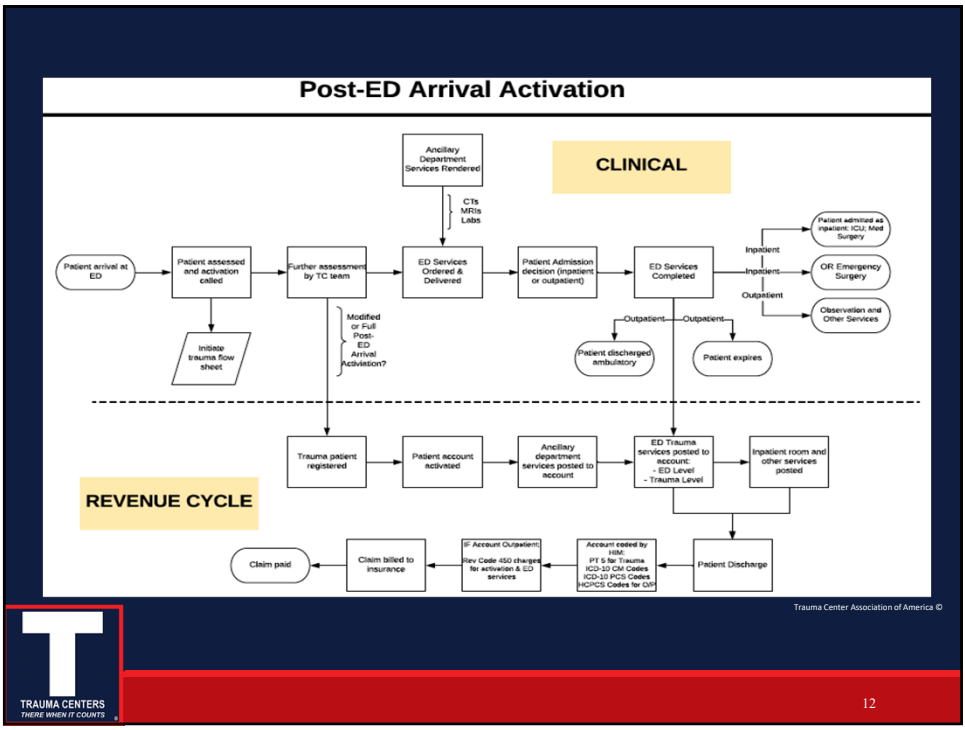 Post-ED Arrival Activation
Ancillary
Department
Services Rendered
CLINICAL
CTs
MRIs
Labs
Patient arrival at
ED
Patient assessed
and activation
called
Further assessment
by TC team
ED Services
Ordered &
Delivered
Patient Admission
decision (inpatient
or outpatient)
ED Services
Completed
Inpatient
Inpatient
Outpatient
Patient admitted as
inpatient: ICU; Med
Surgery
OR Emergency
Surgery
Observation and
Other Services
Initiate
trauma flow
sheet
Modified
or Full
Post-
ED
Arrival
Activiation?
Outpatient
Outpatient
Patient discharged
ambulatory
Patient expires
Trauma patient
registered
Patient account
activated
Ancillary
department
services posted to
account
ED Trauma
services posted to
account:
- ED Level
- Trauma Level
Inpatient room and
other services
posted
REVENUE CYCLE
Claim paid
Claim billed to
insurance
IF Account Outpatient;
Rev Code 450 charges
for activation & ED
services
Account coded by
HIM:
PT 5 for Trauma
ICD-10 CM Codes
ICD-10 PCS Codes
HCPCS Codes for O/P
Patient Discharge
Trauma Center Association of America ©
T
TRAUMA CENTERS
THERE WHEN IT COUNTS
®
12